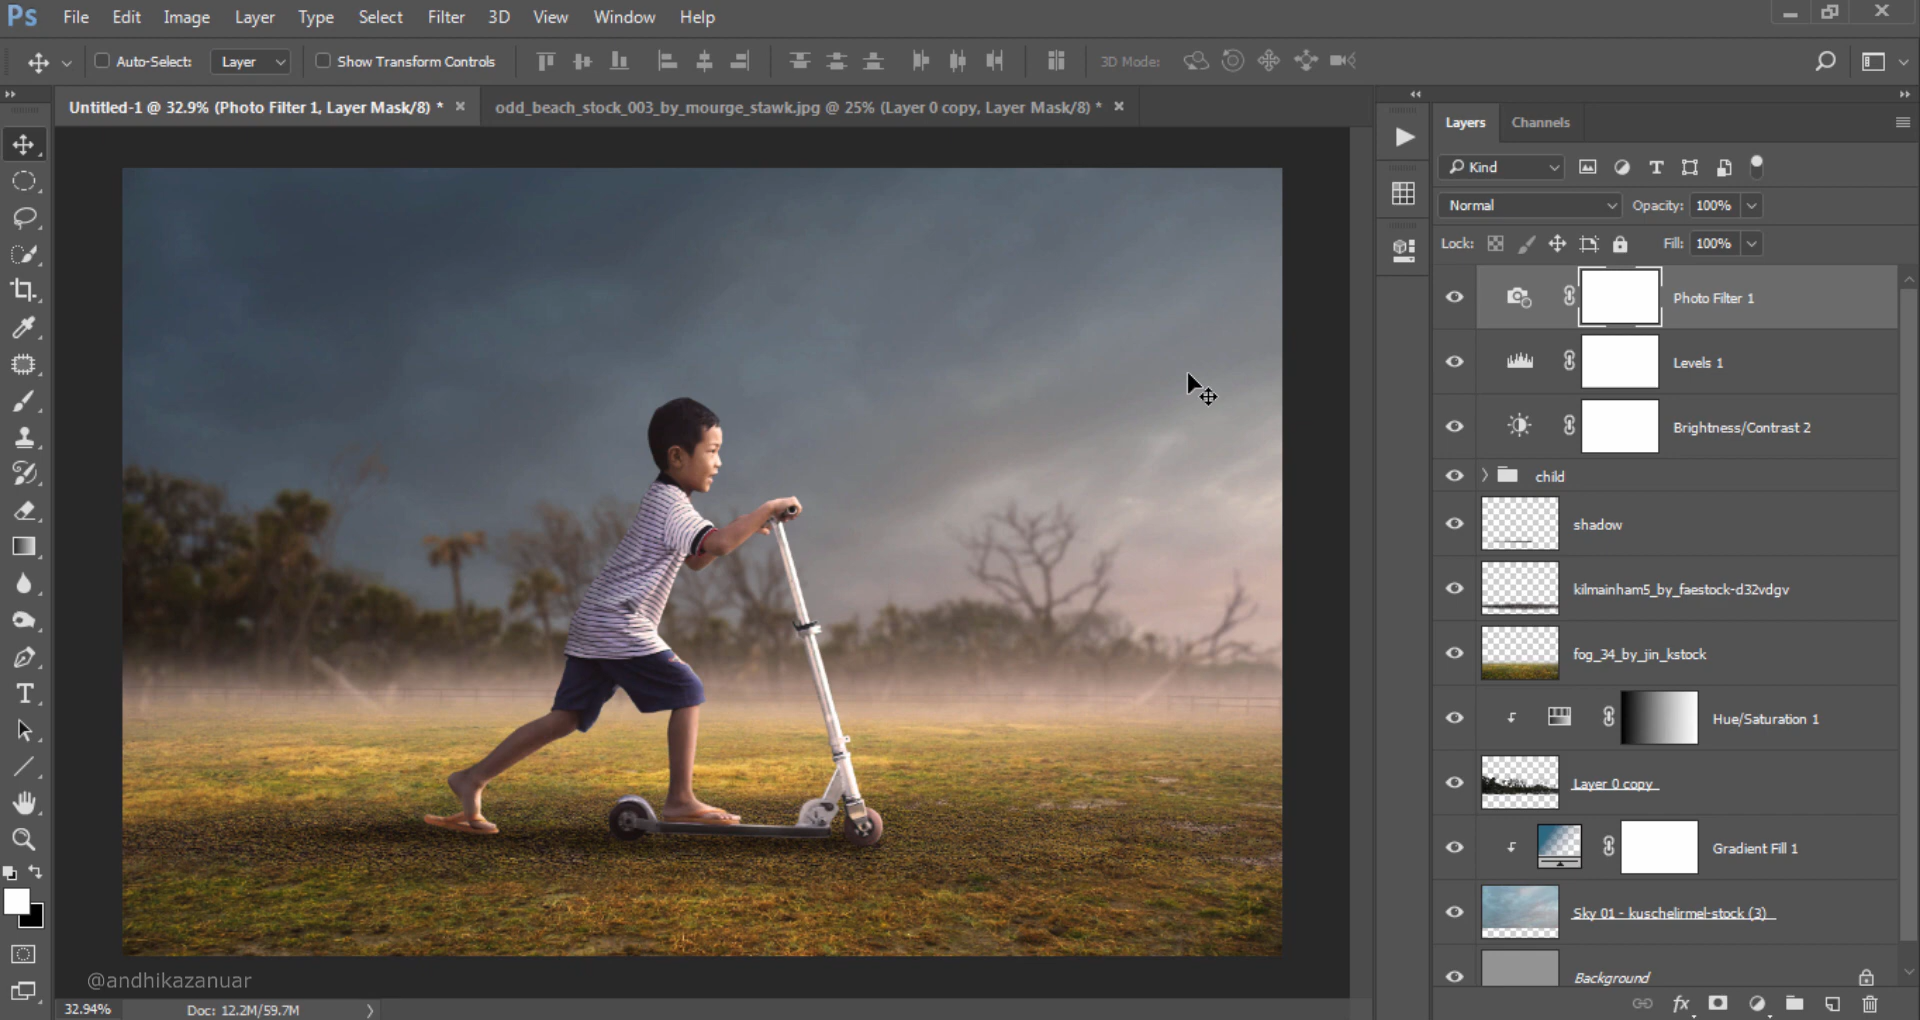 Ps File Edit Image Layer Type Select Filter 3D View Window Help
Auto-Select: Layer Show Transform Controls 3D Mode:
Untitled-1 @ 32.9% (Photo Filter 1, Layer Mask/8) * odd_beach_stock_003_by_mourge_stawk.jpg @ 25% (Layer 0 copy, Layer Mask/8) *
Layers Channels
Kind
Normal Opacity: 100%
Lock: Fill: 100%
Photo Filter 1
Levels 1
Brightness/Contrast 2
child
shadow
kilmainham5_by_faestock-d32vdgv
fog_34_by_jin_kstock
Hue/Saturation 1
Layer 0 copy
Gradient Fill 1
Sky 01 - kuschelirmel-stock (3)
Background
fx
@andhikazanuar
32.94% Doc: 12.2M/59.7M